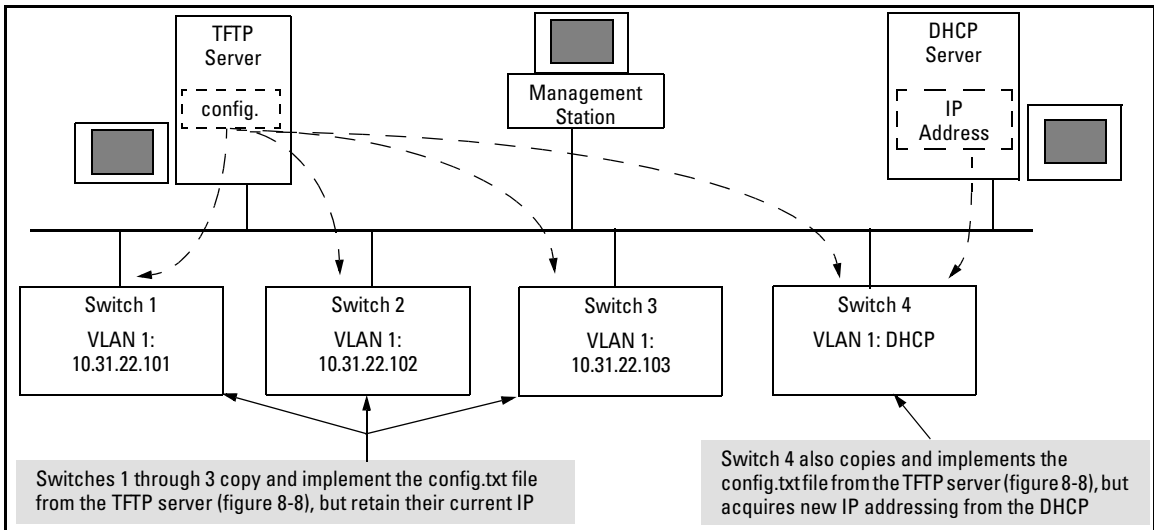 TFTP
Server
config.
Management
Station
DHCP
Server
IP
Address
Switch 1
VLAN 1:
10.31.22.101
Switch 2
VLAN 1:
10.31.22.102
Switch 3
VLAN 1:
10.31.22.103
Switch 4
VLAN 1: DHCP
Switches 1 through 3 copy and implement the config.txt file
from the TFTP server (figure 8-8), but retain their current IP
Switch 4 also copies and implements the
config.txt file from the TFTP server (figure 8-8), but
acquires new IP addressing from the DHCP